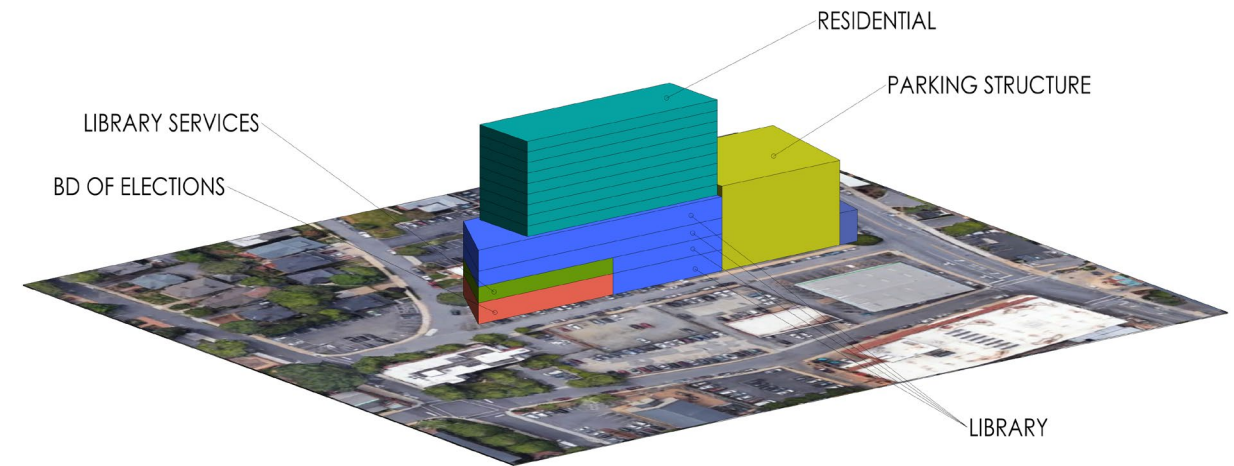 RESIDENTIAL
PARKING STRUCTURE
LIBRARY SERVICES
BD OF ELECTIONS
LIBRARY